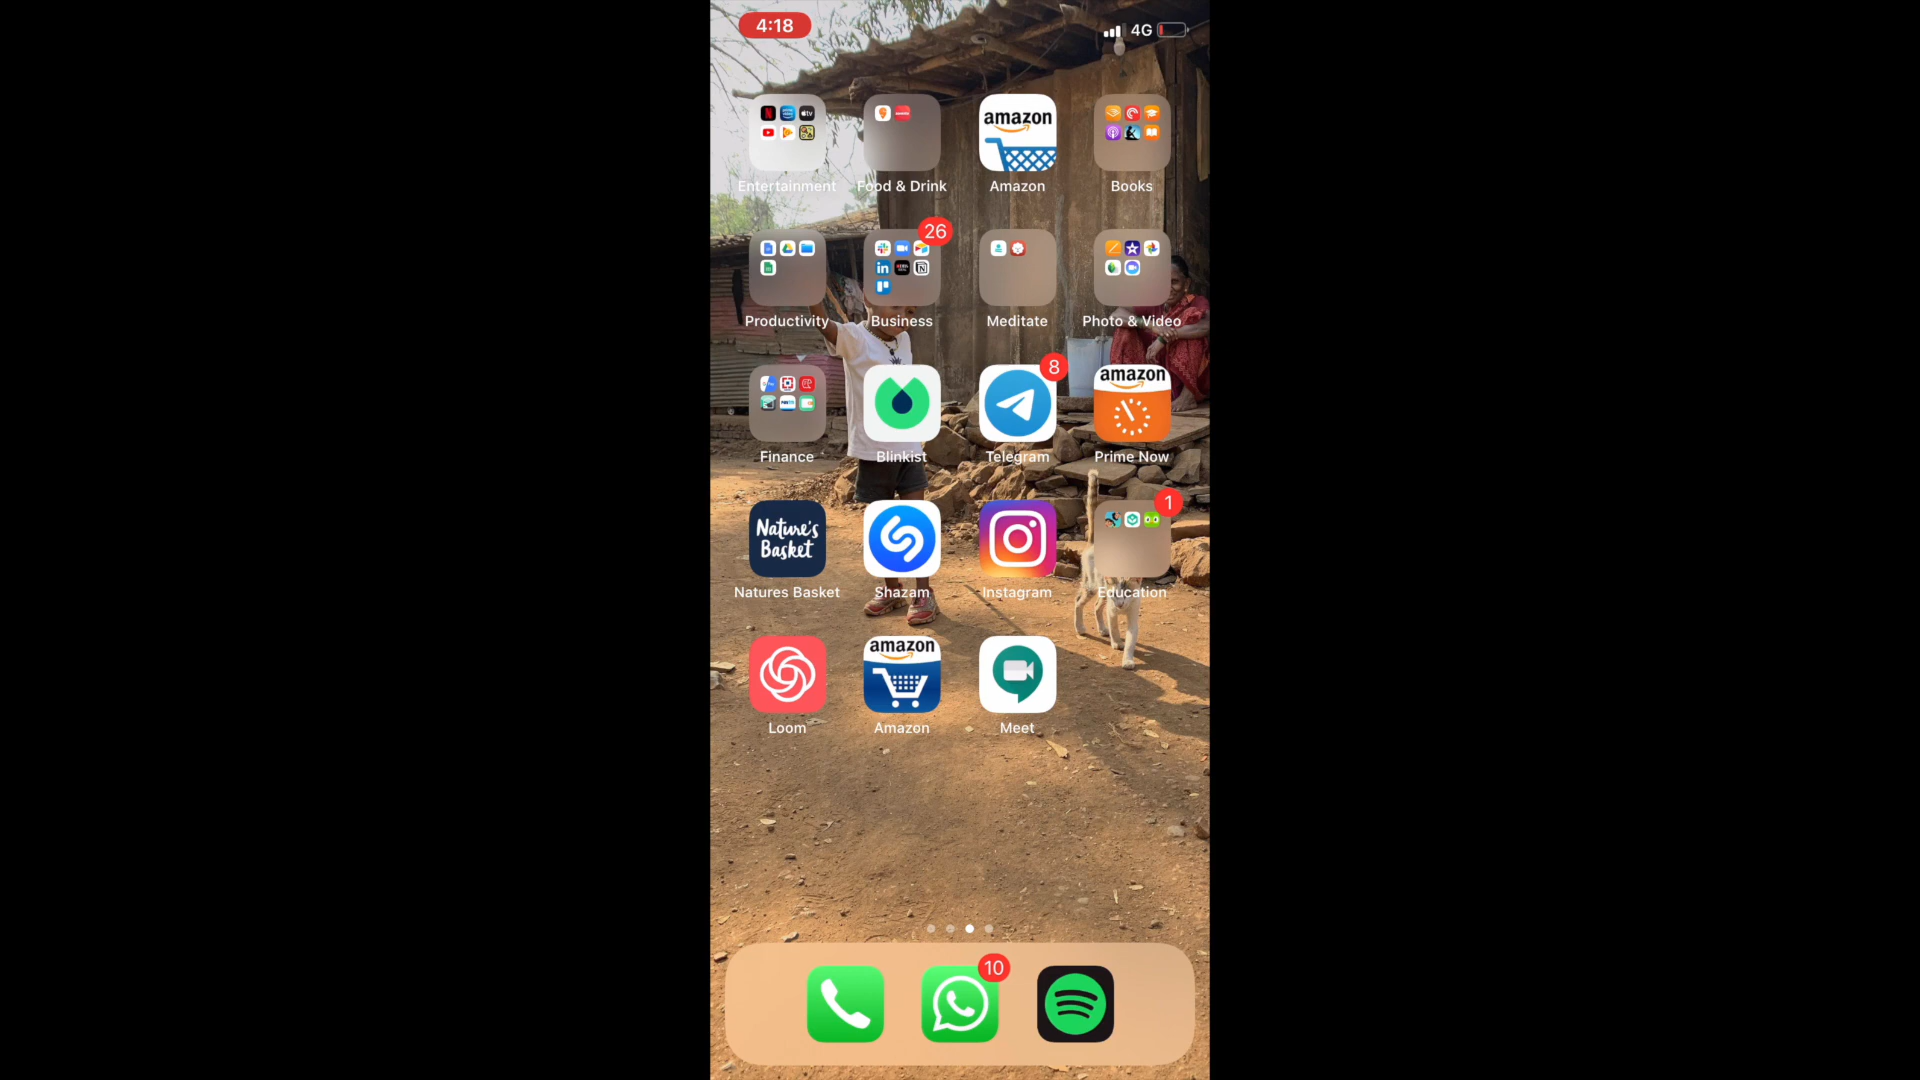 4:18
4G
amazon
Entertainment
Food & Drink
Amazon
Books
26
Productivity
Business
Meditate
Photo & Video
8
amazon
Finance
Blinkist
Telegram
Prime Now
1
Nature's
Basket
Natures Basket
Shazam
Instagram
Education
amazon
Loom
Amazon
Meet
10